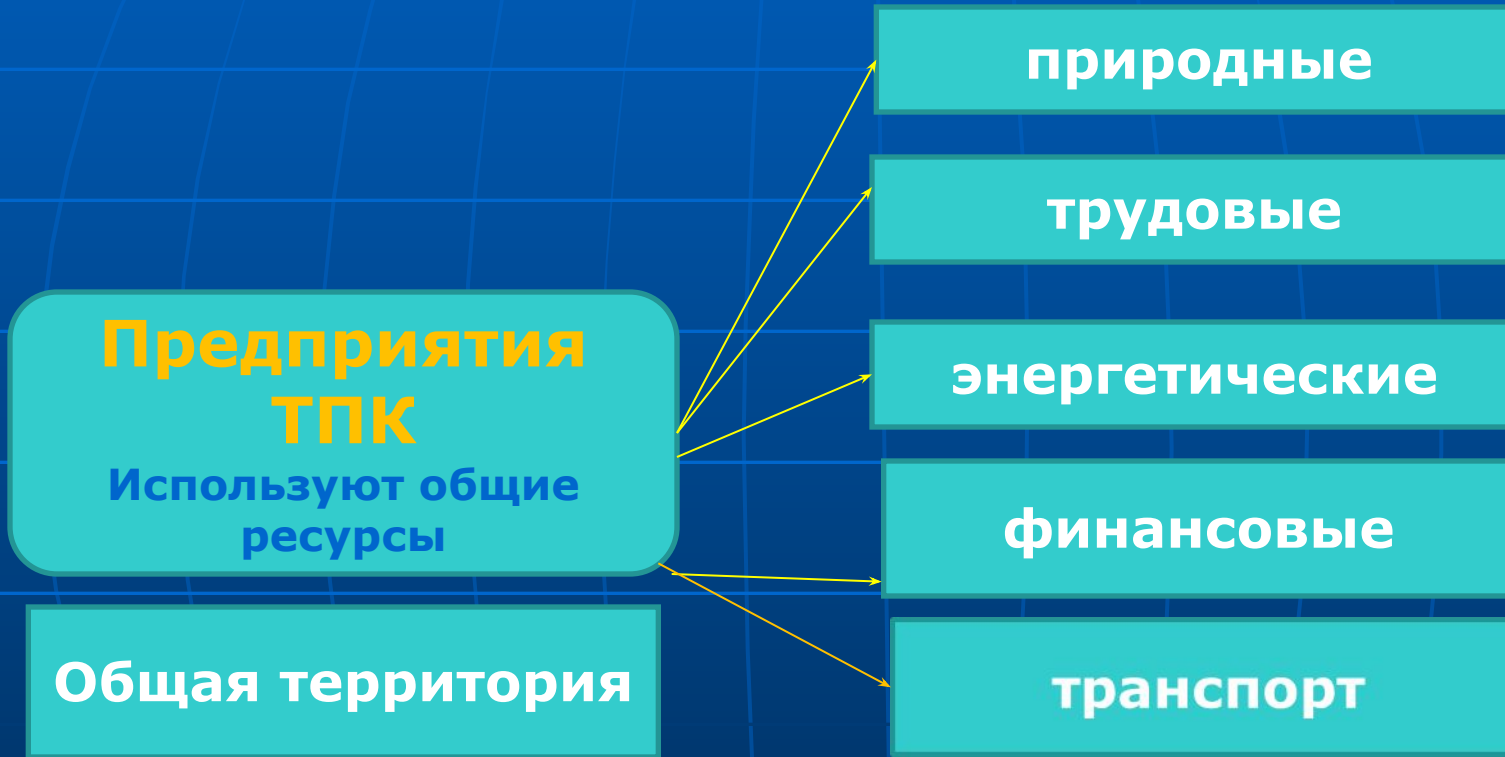 Предприятия
ТПК
Используют общие
ресурсы
Общая территория
природные
трудовые
энергетические
финансовые
транспорт